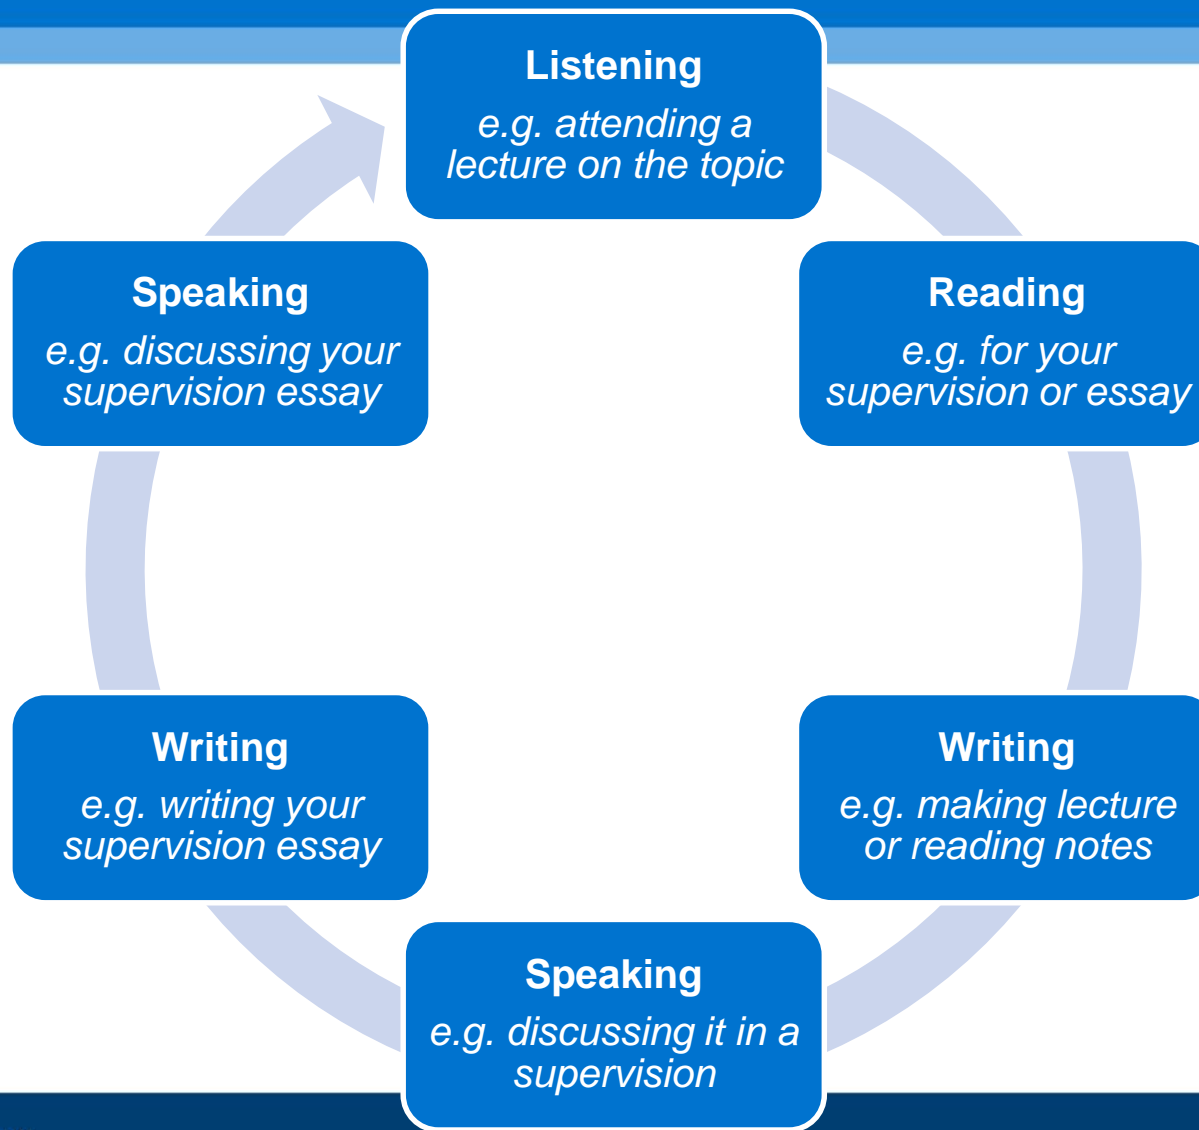 Listening
e.g. attending a
lecture on the topic
Reading
e.g. for your
supervision or essay
Writing
e.g. making lecture
or reading notes
Speaking
e.g. discussing it in a
supervision
Writing
e.g. writing your
supervision essay
Speaking
e.g. discussing your
supervision essay